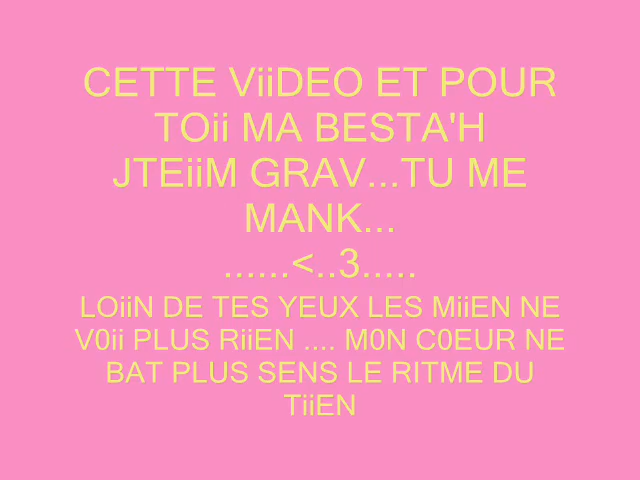 CETTE ViiDEO ET POUR
TOii MA BESTA'H
JTEiiM GRAV...TU ME
MANK...
......<..3.....
LOiiN DE TES YEUX LES MiiEN NE
V0ii PLUS RiiEN .... M0N C0EUR NE
BAT PLUS SENS LE RITME DU
TiiEN